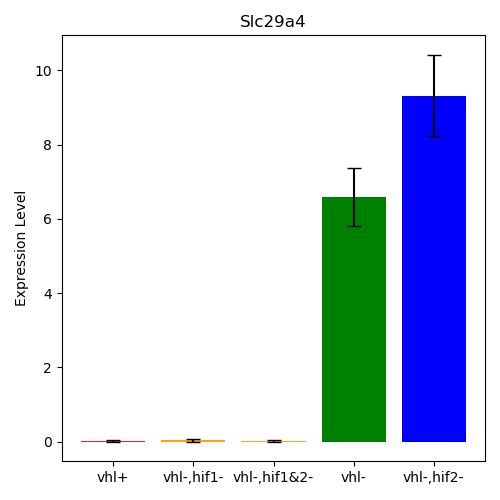 Slc29a4
Expression Level
10
8
6
4
2
0
vhl+
vhl-,hif1-
vhl-,hif1&2-
vhl-
vhl-,hif2-